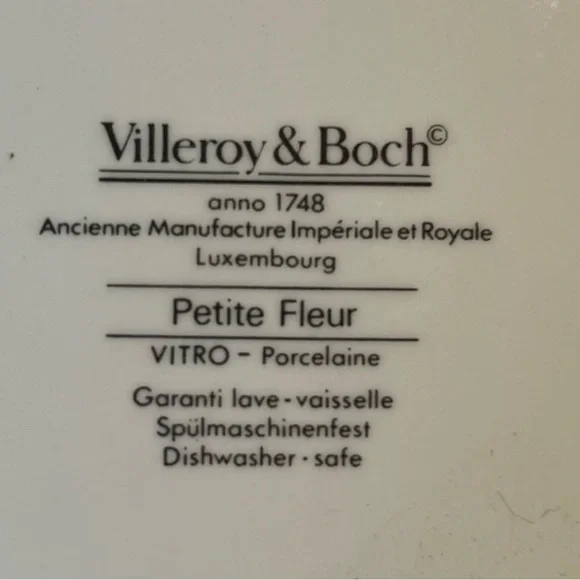 Villeroy & Boch©
anno 1748
Ancienne Manufacture Impériale et Royale
Luxembourg
Petite Fleur
VITRO – Porcelaine
Garanti lave - vaisselle
Spülmaschinenfest
Dishwasher · safe